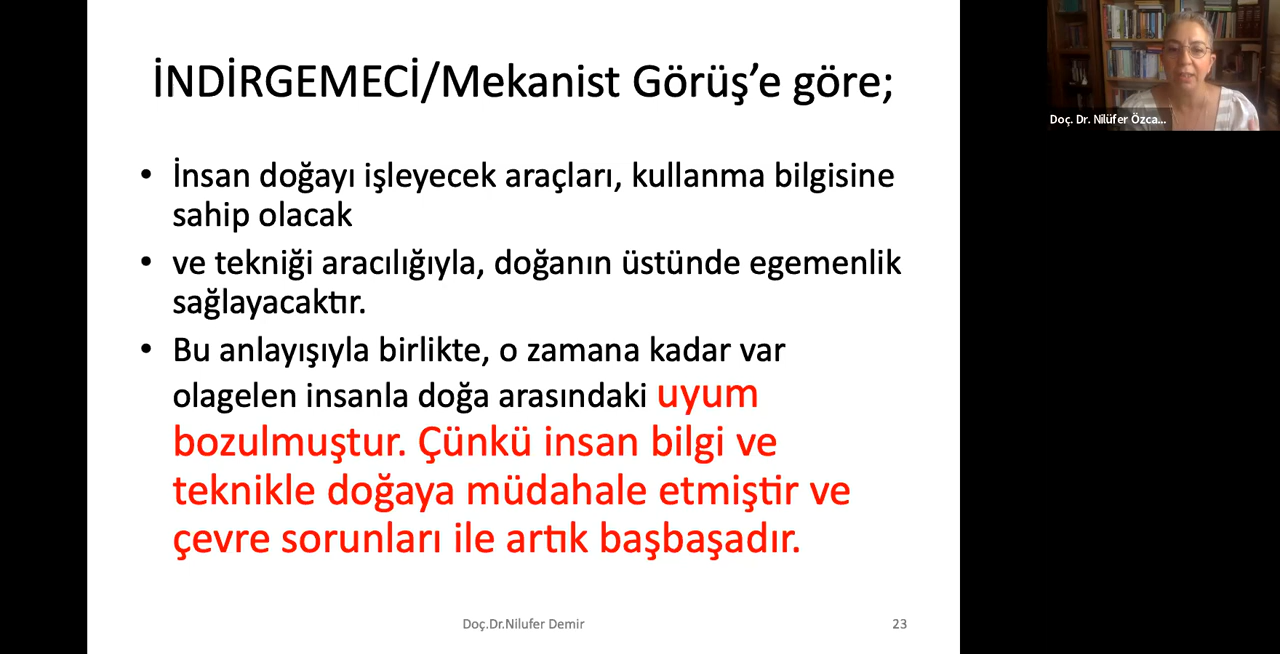 İNDİRGEMECİ/Mekanist Görüş’e göre;
• İnsan doğayı işleyecek araçları, kullanma bilgisine
sahip olacak
• ve tekniği aracılığıyla, doğanın üstünde egemenlik
sağlayacaktır.
• Bu anlayışıyla birlikte, o zamana kadar var
olagelen insanla doğa arasındaki uyum
bozulmuştur. Çünkü insan bilgi ve
teknikle doğaya müdahale etmiştir ve
çevre sorunları ile artık başbaşadır.
Doç.Dr.Nilufer Demir
23
Doç. Dr. Nilüfer Özca...